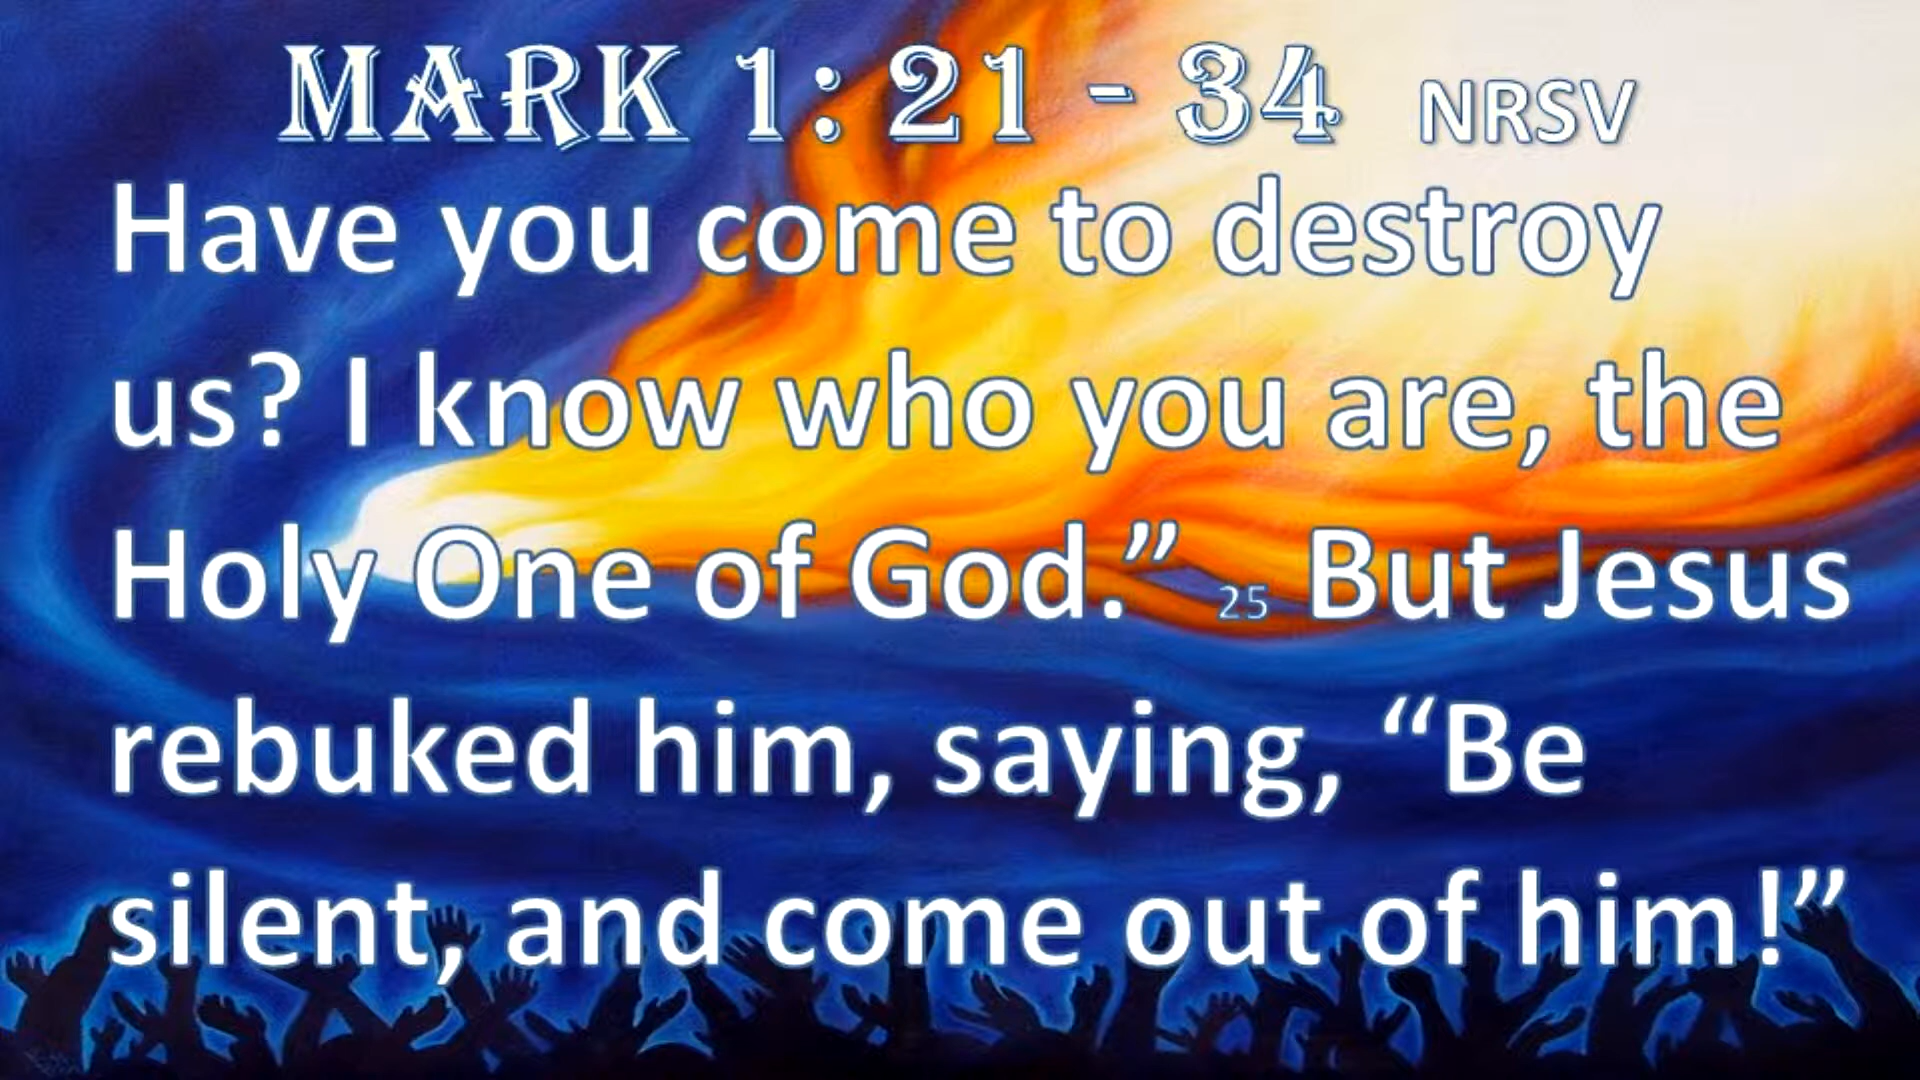 MARK 1: 21 - 34 NRSV
Have you come to destroy
us? I know who you are, the
Holy One of God.” 25 But Jesus
rebuked him, saying, “Be
silent, and come out of him!”